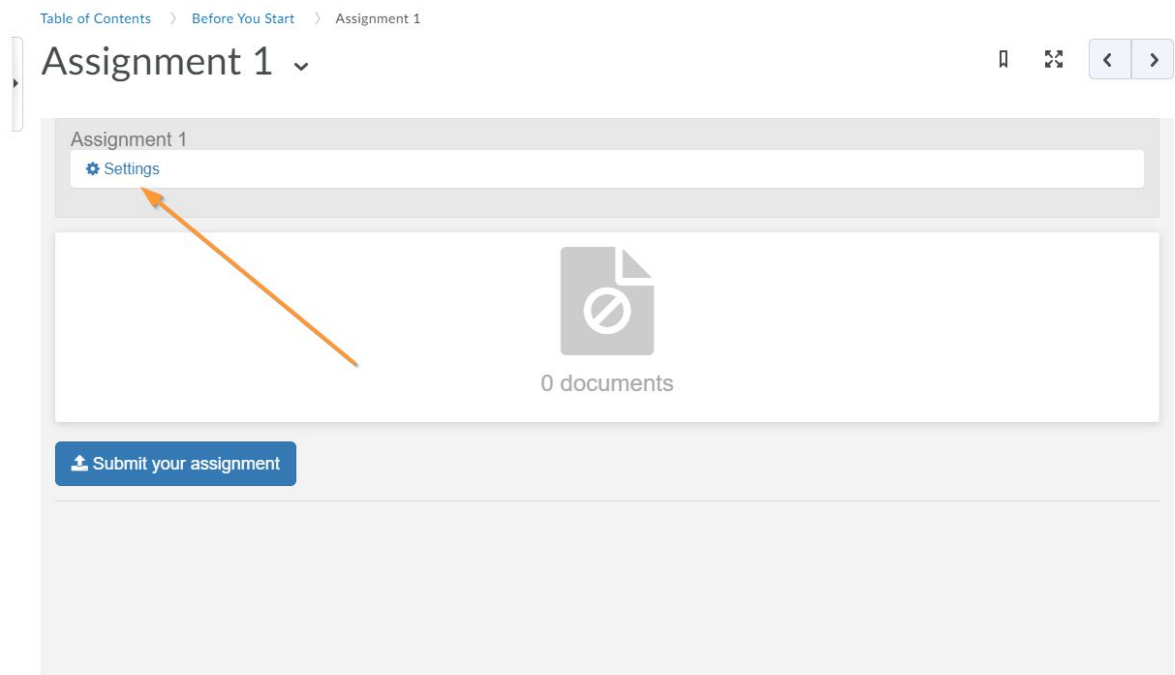 Table of Contents > Before You Start > Assignment 1
Assignment 1
Assignment 1
Settings
0 documents
Submit your assignment